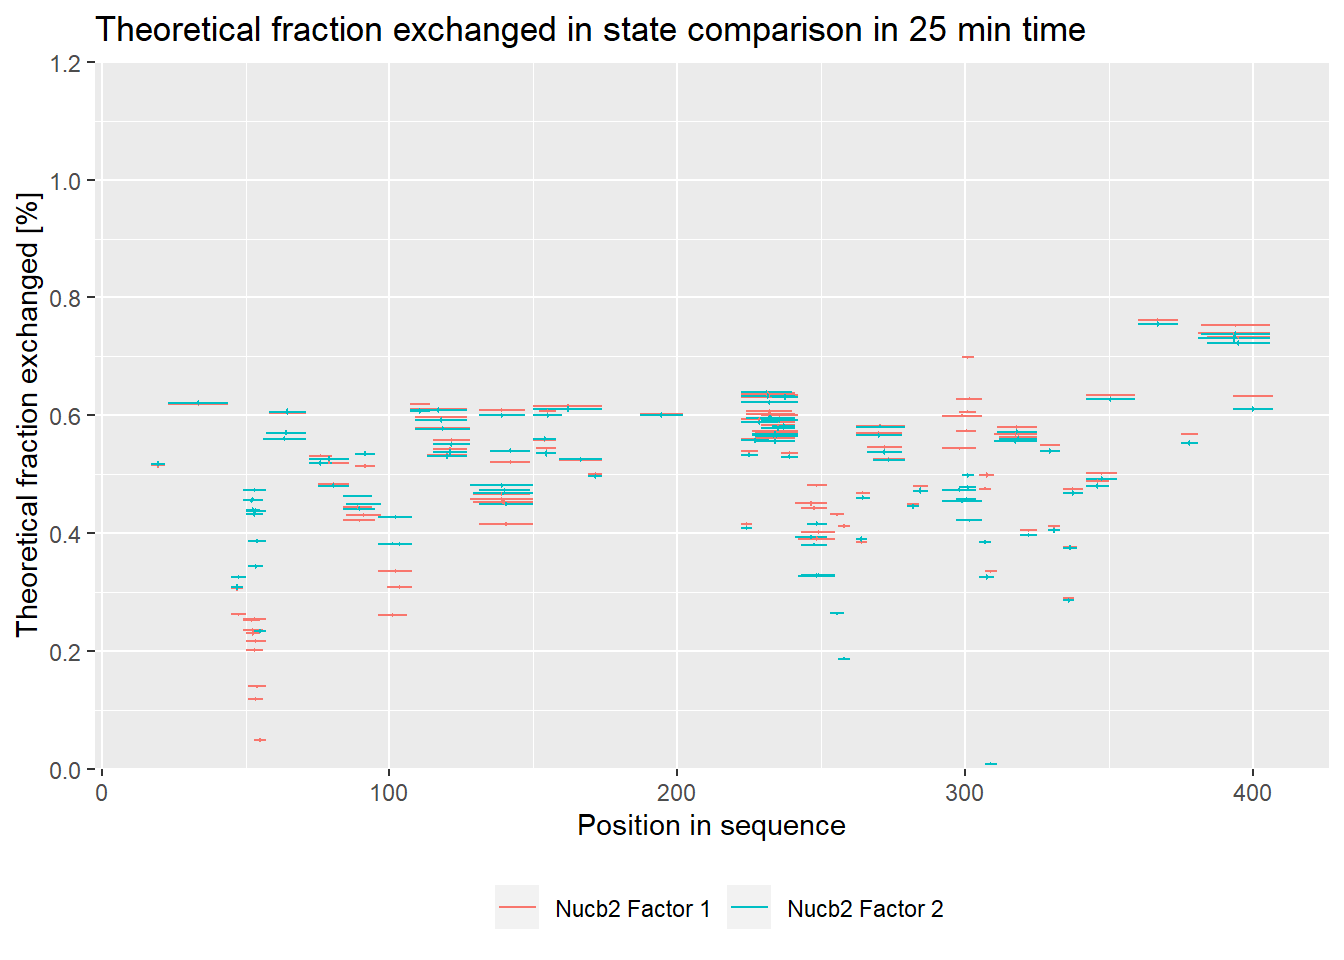 Theoretical fraction exchanged in state comparison in 25 min time
Theoretical fraction exchanged [%]
1.2
1.0
0.8
0.6
0.4
0.2
0.0
0
100
200
300
400
Position in sequence
Nucb2 Factor 1
Nucb2 Factor 2